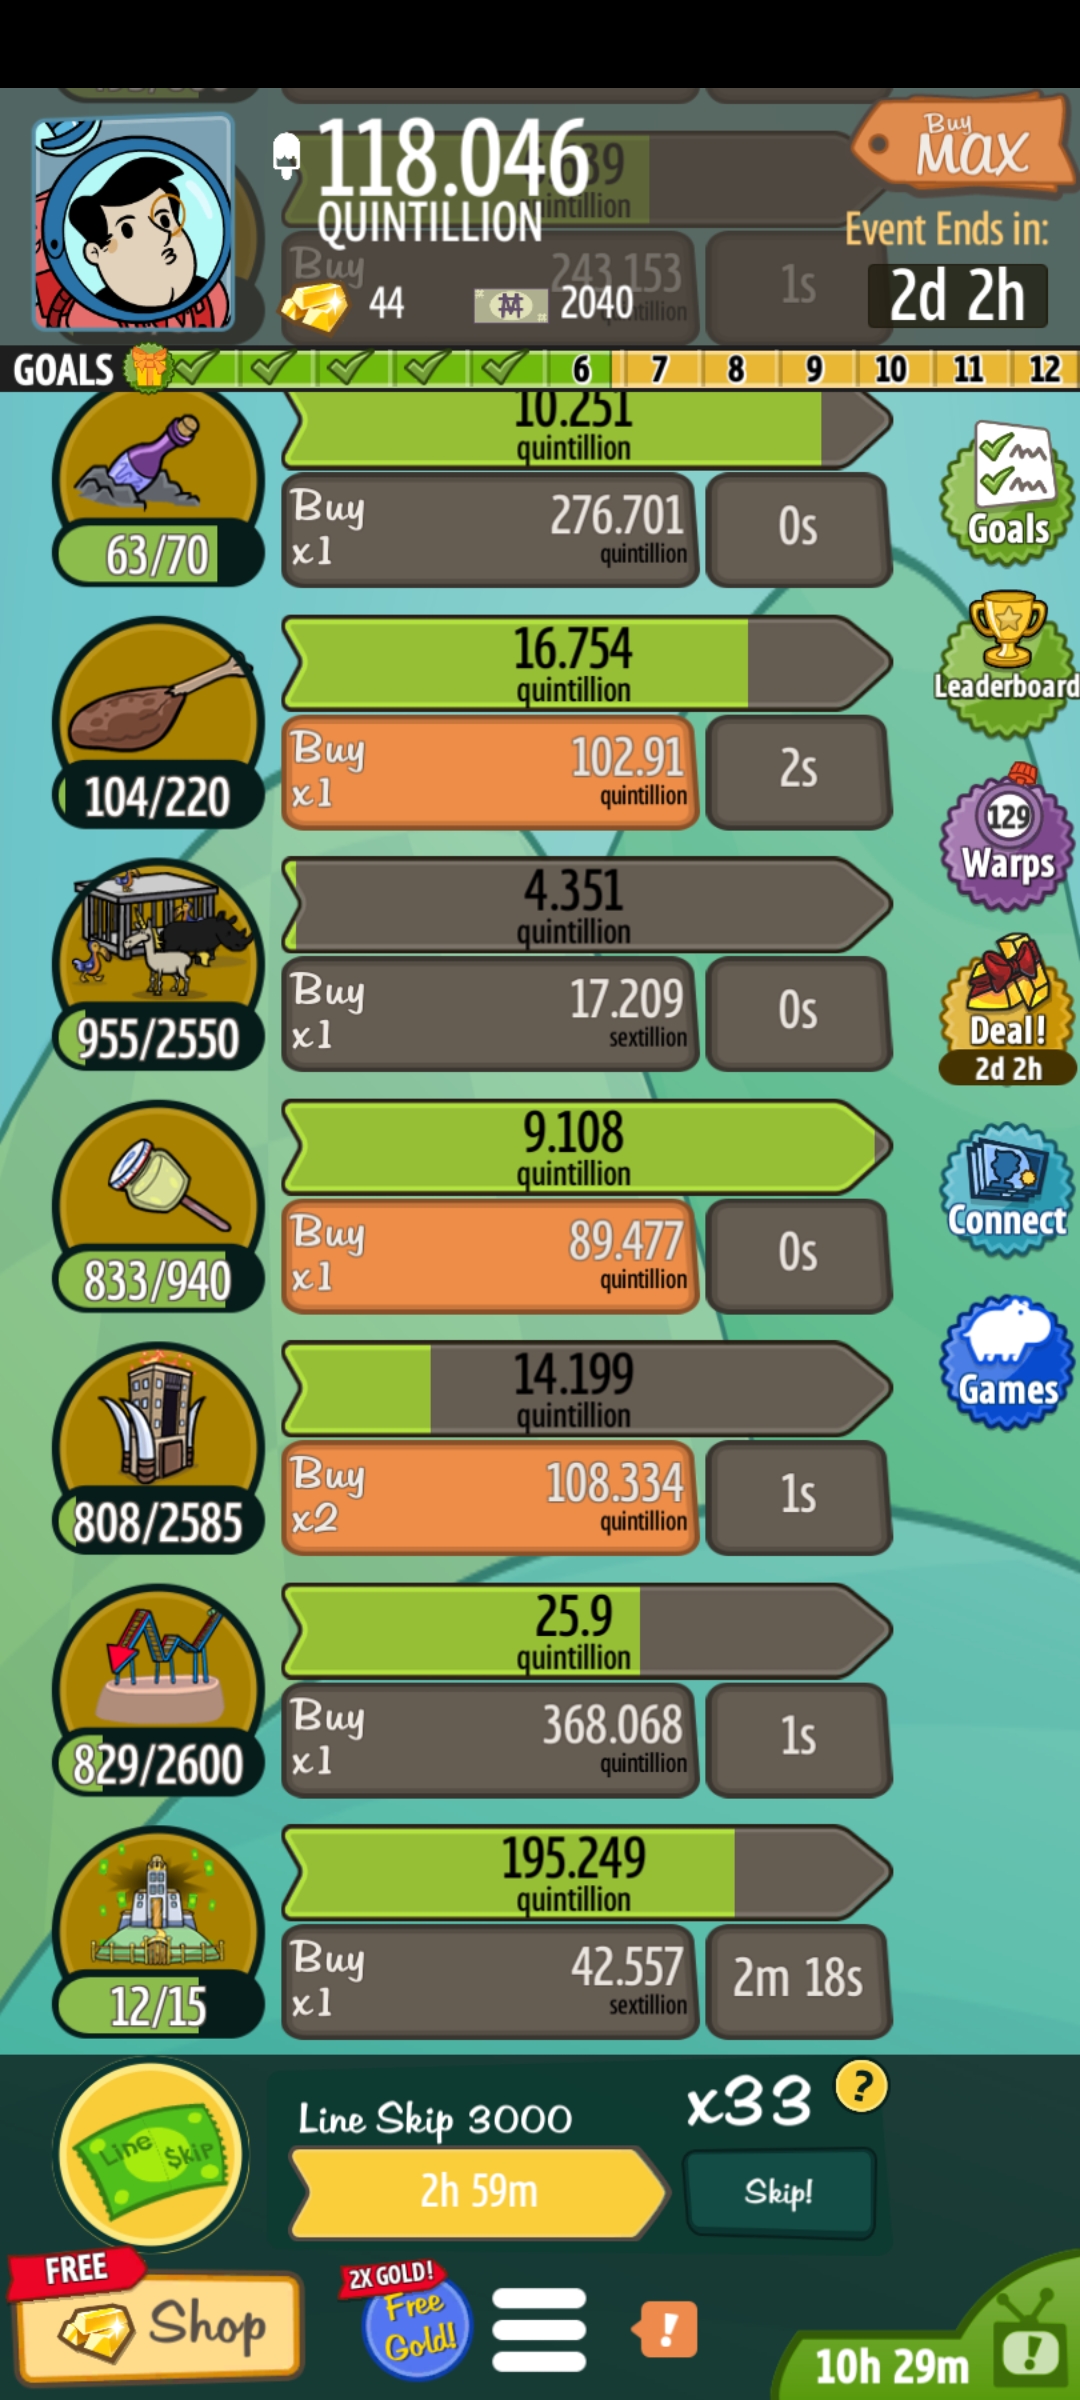 118.046
QUINTILLION
Buy
MAX
Event Ends in:
2d 2h
Buy
243.153
1s
44
2040
GOALS
6
7
8
9
10
11
12
10.251
quintillion
63/70
Buy
x1
276.701
quintillion
0s
Goals
Leaderboard
16.754
quintillion
104/220
Buy
x1
102.91
quintillion
2s
129
Warps
4.351
quintillion
955/2550
Buy
x1
17.209
sextillion
0s
Deal!
2d 2h
9.108
quintillion
833/940
Buy
x1
89.477
quintillion
0s
Connect
14.199
quintillion
808/2585
Buy
x2
108.334
quintillion
1s
Games
25.9
quintillion
829/2600
Buy
x1
368.068
quintillion
1s
195.249
quintillion
12/15
Buy
x1
42.557
sextillion
2m 18s
Line $kip
Line Skip 3000
x33
?
2h 59m
Skip!
FREE
Shop
2X GOLD!
Free
Gold!
!
10h 29m
!